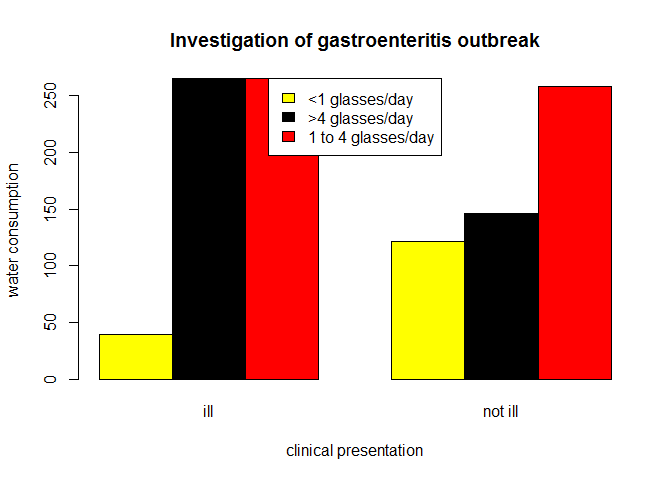 Investigation of gastroenteritis outbreak
<1 glasses/day
>4 glasses/day
1 to 4 glasses/day
water consumption
250
200
150
100
50
0
ill
not ill
clinical presentation